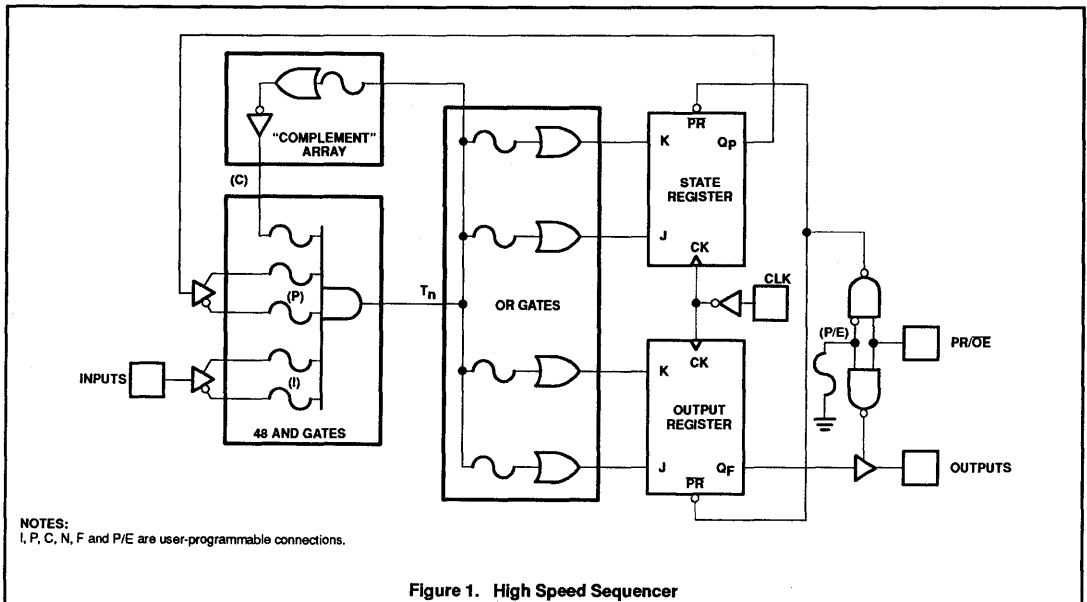 "COMPLEMENT"
ARRAY
(C)
(P)
(I)
INPUTS
48 AND GATES
Tn
OR GATES
PR
K
QP
STATE
REGISTER
J
CK
CLK
(P/E)
PR/OE
CK
K
OUTPUT
REGISTER
J
QF
PR
OUTPUTS
NOTES:
I, P, C, N, F and P/E are user-programmable connections.
Figure 1. High Speed Sequencer